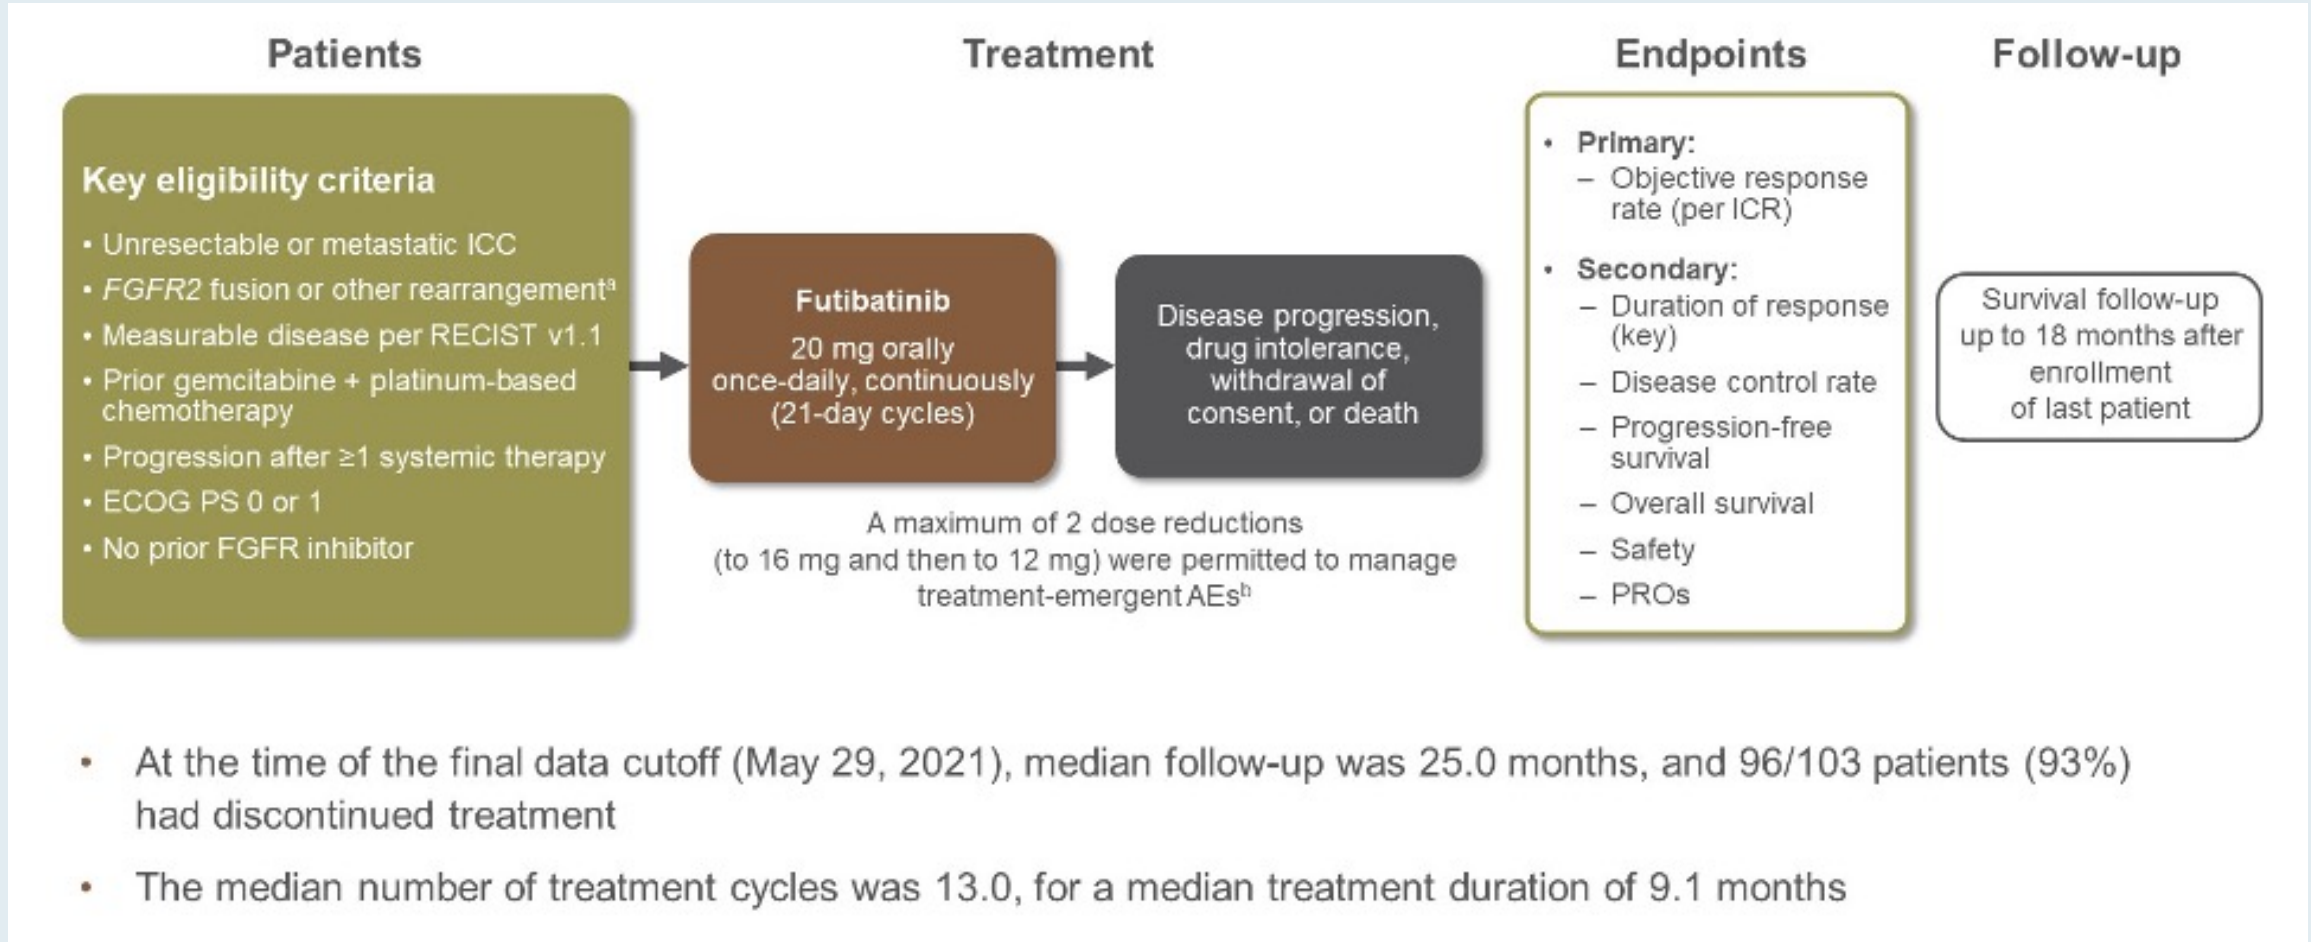 Patients
Treatment
Endpoints
Follow-up
Key eligibility criteria
• Unresectable or metastatic ICC
• FGFR2 fusion or other rearrangementᵃ
• Measurable disease per RECIST v1.1
• Prior gemcitabine + platinum-based
chemotherapy
• Progression after ≥1 systemic therapy
• ECOG PS 0 or 1
• No prior FGFR inhibitor
Futibatinib
20 mg orally
once-daily, continuously
(21-day cycles)
Disease progression,
drug intolerance,
withdrawal of
consent, or death
A maximum of 2 dose reductions
(to 16 mg and then to 12 mg) were permitted to manage
treatment-emergent AEsᵇ
• Primary:
– Objective response
rate (per ICR)
• Secondary:
– Duration of response
(key)
– Disease control rate
– Progression-free
survival
– Overall survival
– Safety
– PROs
Survival follow-up
up to 18 months after
enrollment
of last patient
• At the time of the final data cutoff (May 29, 2021), median follow-up was 25.0 months, and 96/103 patients (93%)
had discontinued treatment
• The median number of treatment cycles was 13.0, for a median treatment duration of 9.1 months